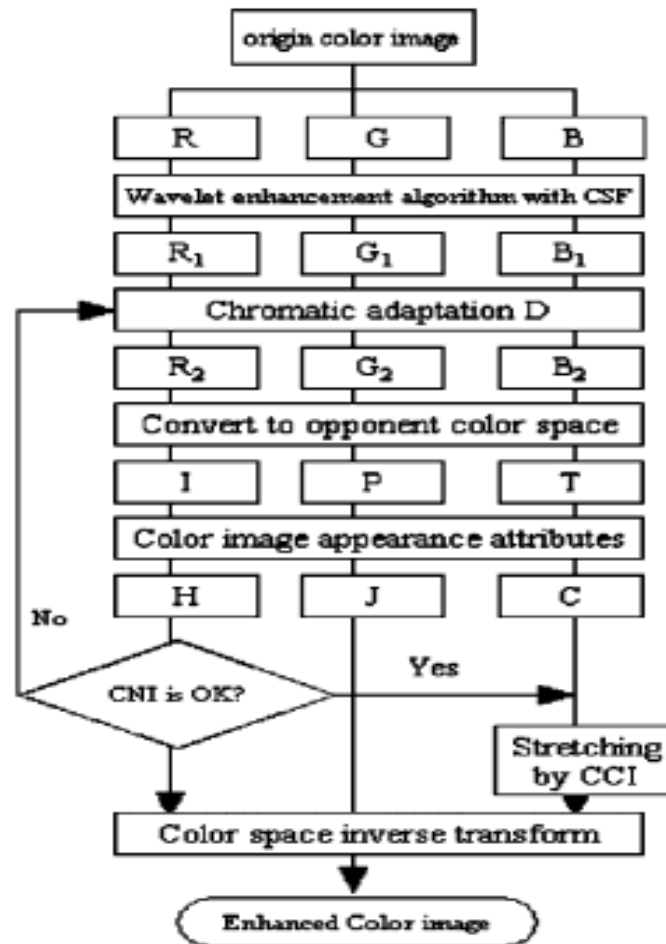 origin color image
R G B
Wavelet enhancement algorithm with CSF
R₁ G₁ B₁
Chromatic adaptation D
R₂ G₂ B₂
Convert to opponent color space
I P T
Color image appearance attributes
H J C
No
Yes
CNI is OK?
Stretching
by CCI
Color space inverse transform
Enhanced Color image